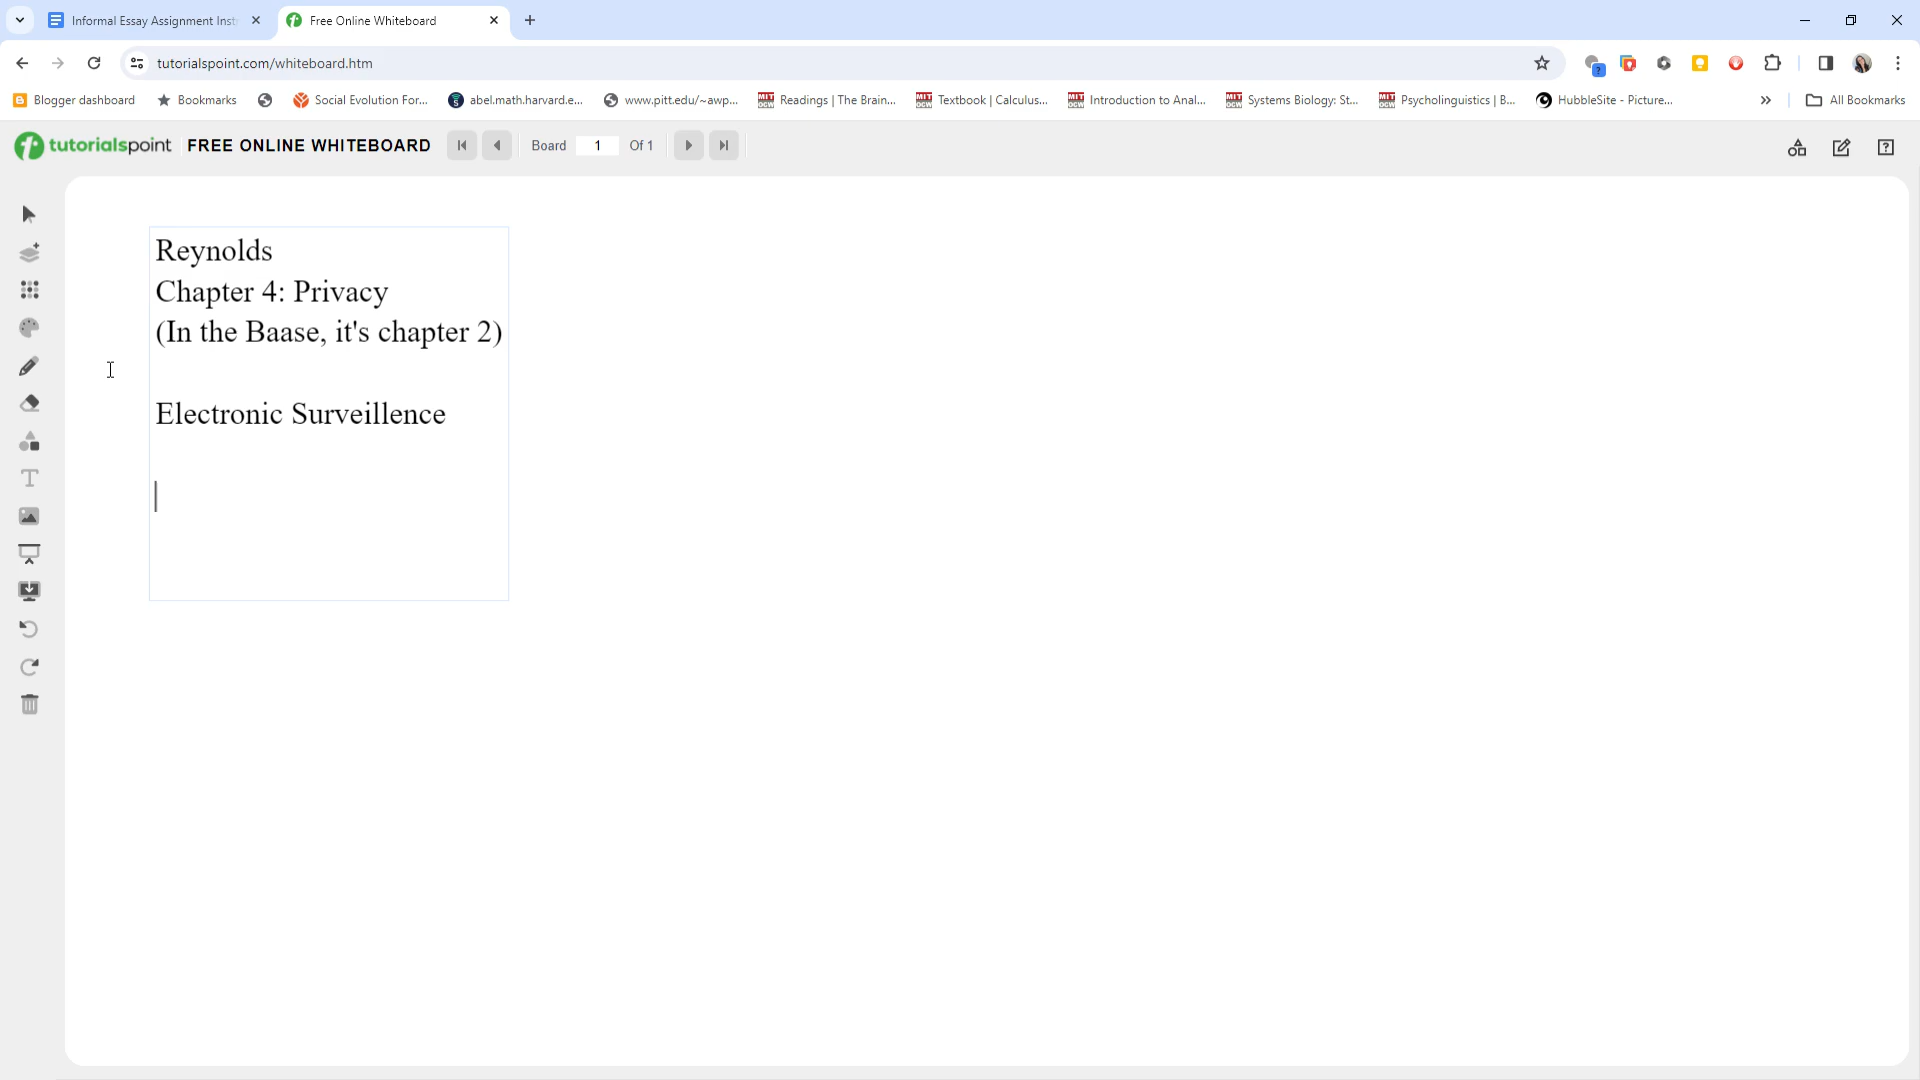 Informal Essay Assignment Inst
Free Online Whiteboard
tutorialspoint.com/whiteboard.htm
Blogger dashboard
Bookmarks
Social Evolution For...
abel.math.harvard.e...
www.pitt.edu/~awp...
Readings | The Brain...
Textbook | Calculus...
Introduction to Anal...
Systems Biology: St...
Psycholinguistics | B...
HubbleSite - Picture...
All Bookmarks
tutorialspoint FREE ONLINE WHITEBOARD Board 1 Of 1
Reynolds
Chapter 4: Privacy
(In the Baase, it's chapter 2)
Electronic Surveillence